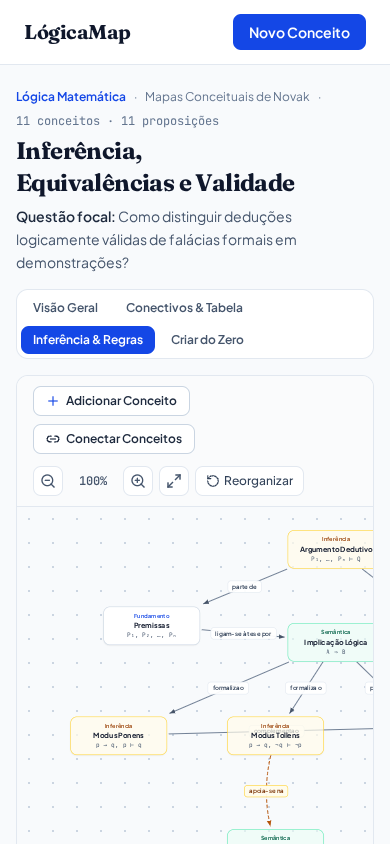 LógicaMap
Novo Conceito
Lógica Matemática · Mapas Conceituais de Novak ·
11 conceitos · 11 proposições
Inferência,
Equivalências e Validade
Questão focal: Como distinguir deduções
logicamente válidas de falácias formais em
demonstrações?
Visão Geral
Conectivos & Tabela
Inferência & Regras
Criar do Zero
Adicionar Conceito
Conectar Conceitos
100%
Reorganizar
Inferência
Argumento Dedutivo
P₁, …, Pₙ ⊢ Q
parte de
Fundamento
Premissas
P₁, P₂, …, Pₙ
liga-se à tese por
Semântica
Implicação Lógica
formaliza o
formaliza o
Inferência
Modus Ponens
p → q, p ⊢ q
Inferência
Modus Tollens
p → q, ¬q ⊢ ¬p
apoia-se na
Semântica